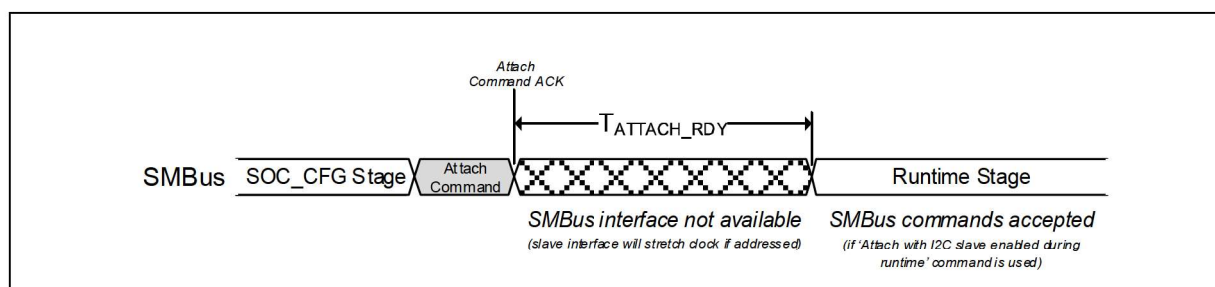 Attach
Command ACK
TATTACH_RDY
SMBus
SOC_CFG Stage
Attach
Command
Runtime Stage
SMBus interface not available
(slave interface will stretch clock if addressed)
SMBus commands accepted
(if ‘Attach with I2C slave enabled during
runtime’ command is used)